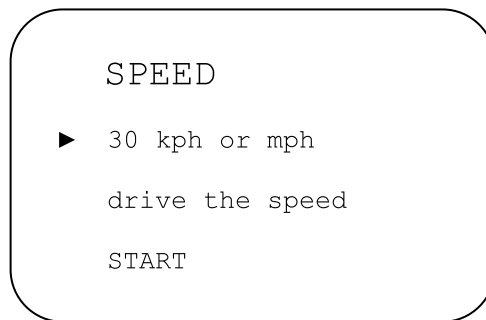 SPEED
► 30 kph or mph
drive the speed
START